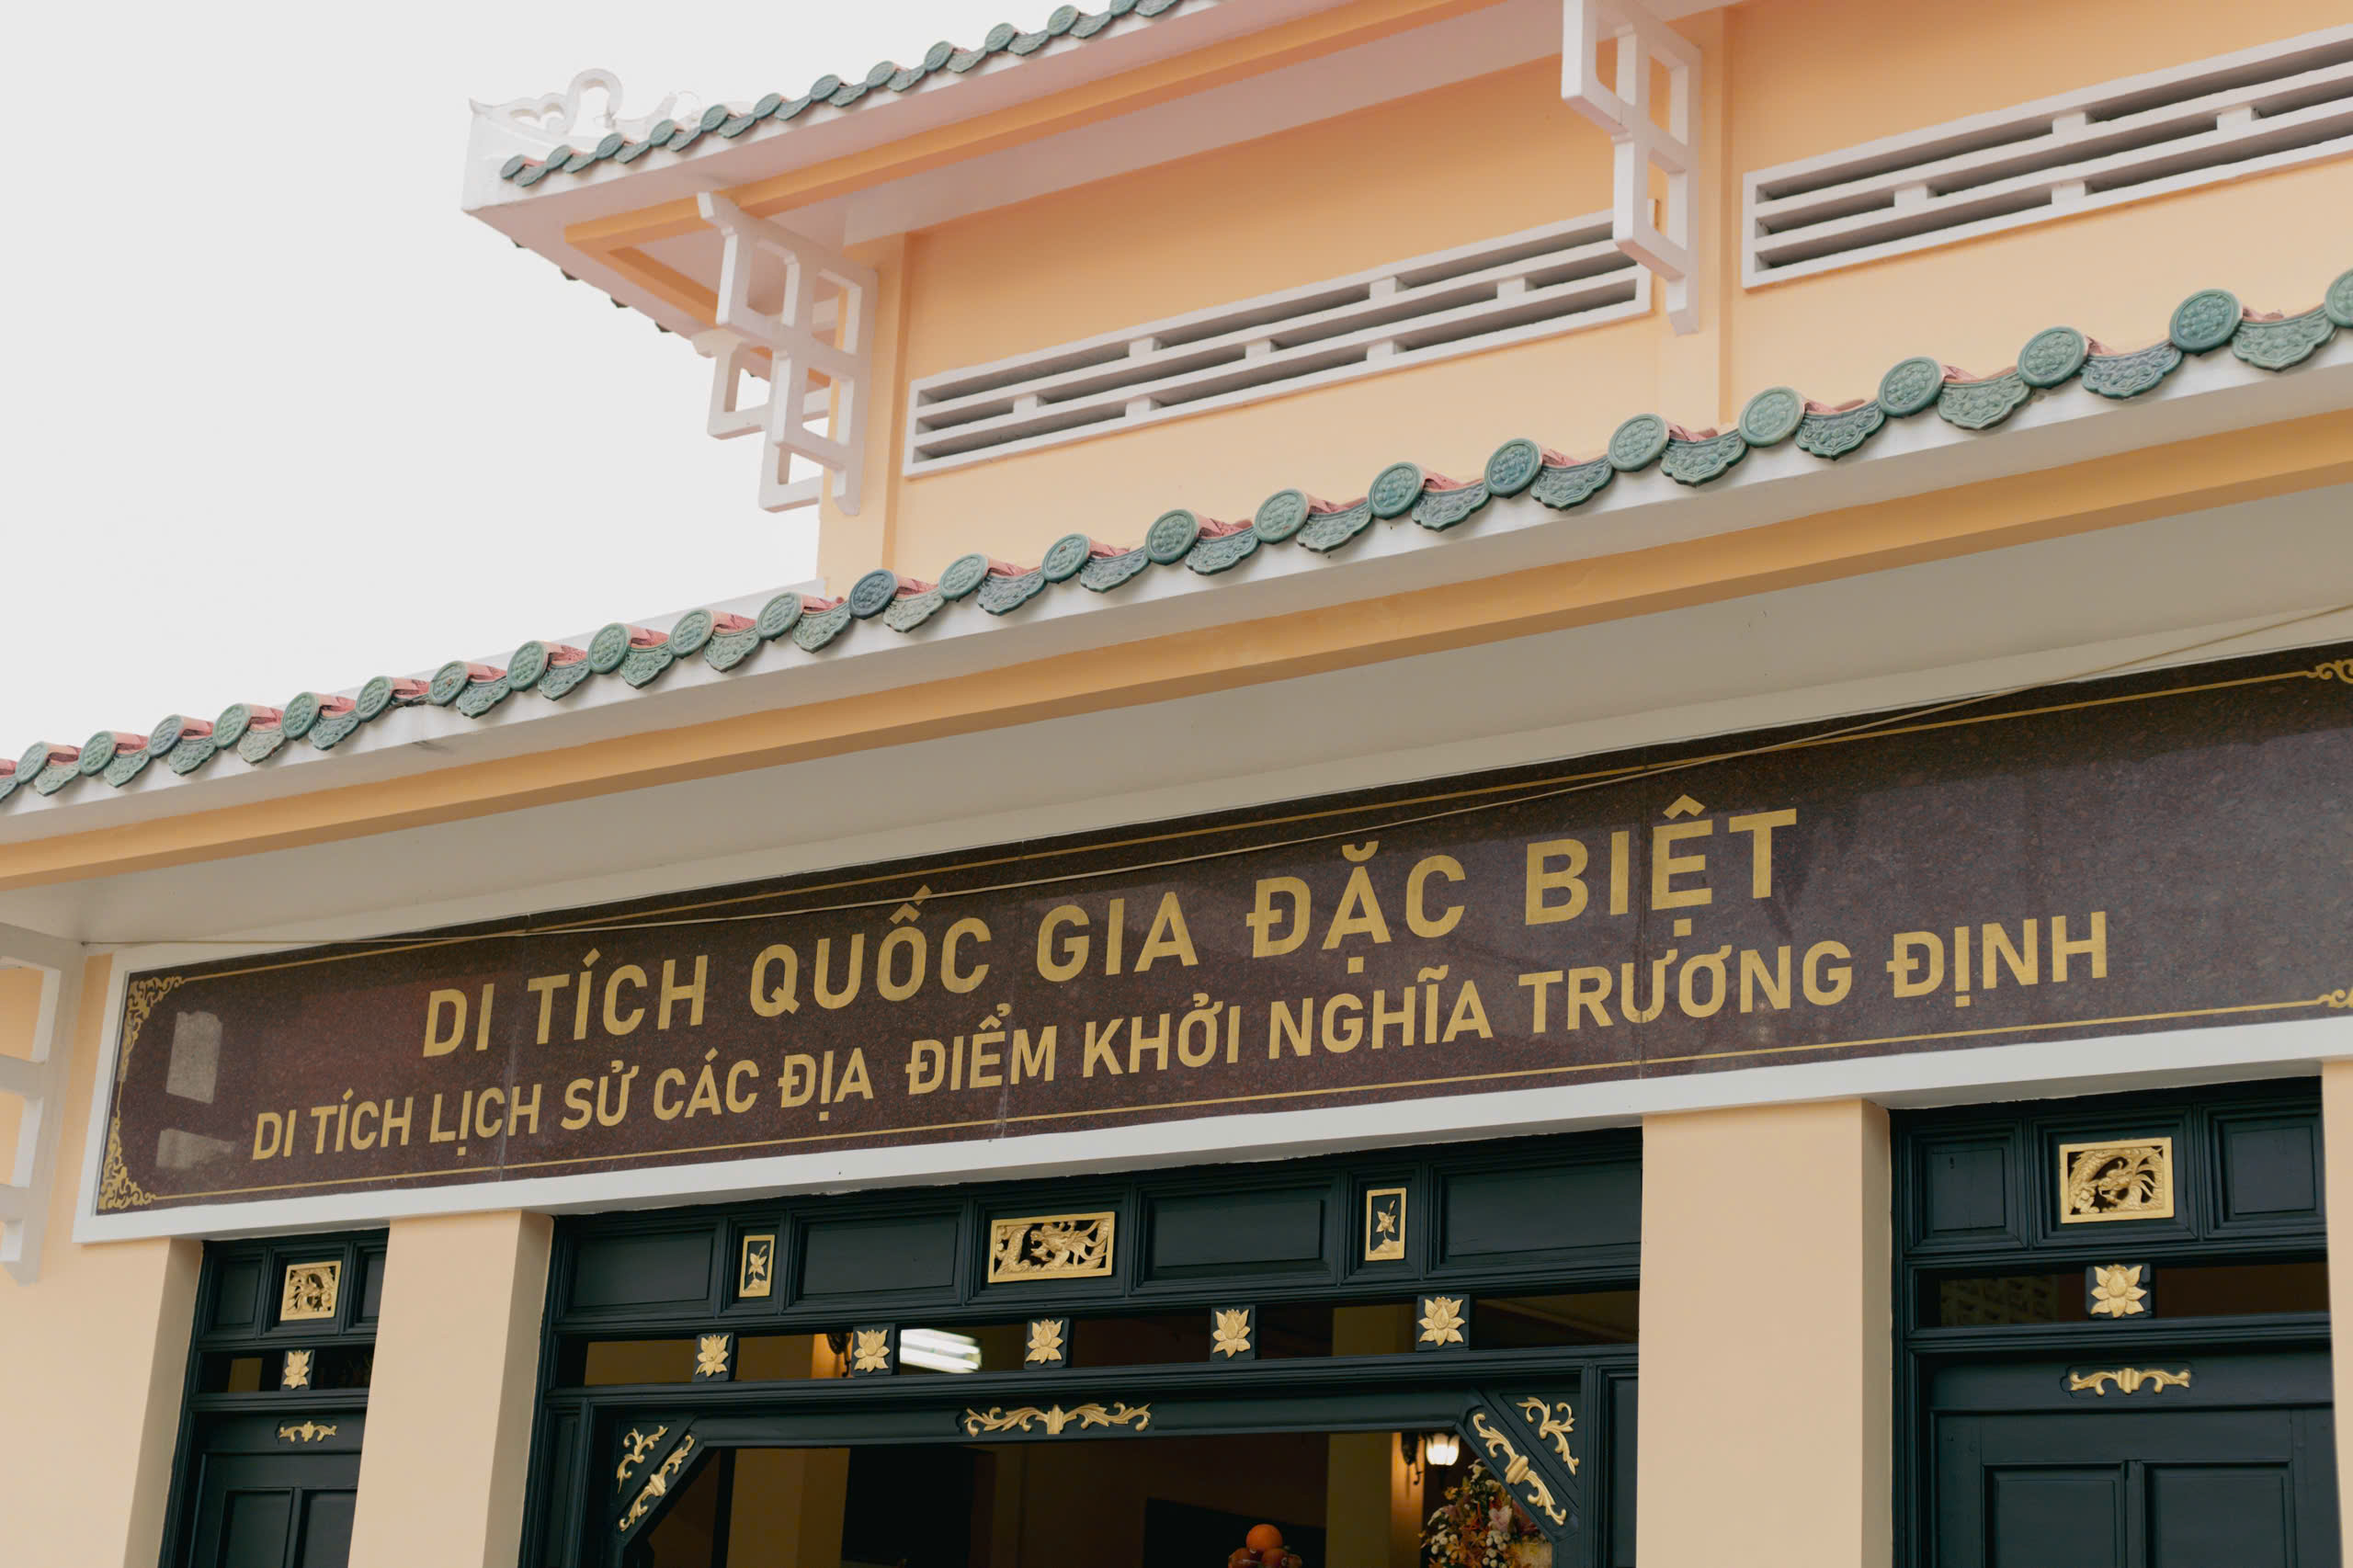 DI TÍCH QUỐC GIA ĐẶC BIỆT
DI TÍCH LỊCH SỬ CÁC ĐỊA ĐIỂM KHỞI NGHĨA TRƯƠNG ĐỊNH